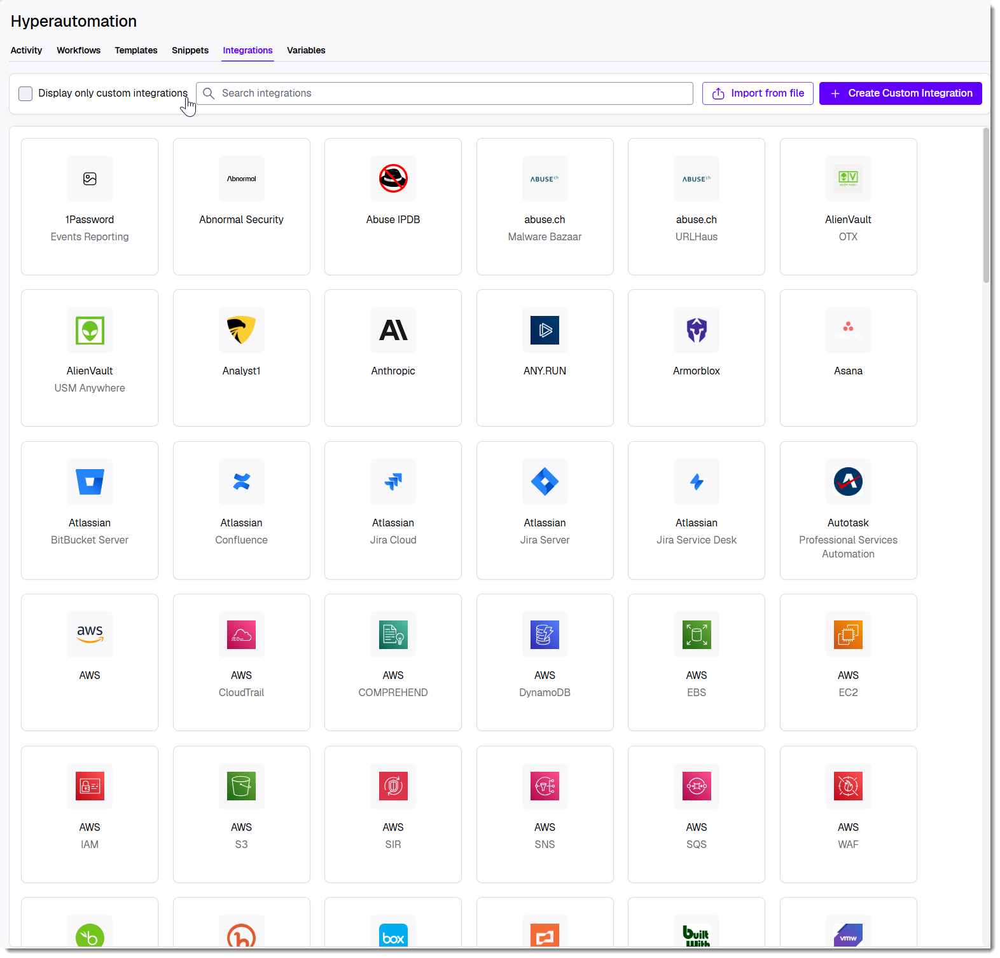 Hyperautomation
Activity Workflows Templates Snippets Integrations Variables
Display only custom integrations Search integrations Import from file + Create Custom Integration
Abnormal ABUSE ch ABUSE ch ALIEN VAULT
1Password Abnormal Security Abuse IPDB abuse.ch abuse.ch AlienVault
Events Reporting Malware Bazaar URLHaus OTX
asana
AlienVault Analyst1 Anthropic ANY.RUN Armorblox Asana
USM Anywhere
Atlassian Atlassian Atlassian Atlassian Atlassian Autotask
BitBucket Server Confluence Jira Cloud Jira Server Jira Service Desk Professional Services
Automation
aws
AWS AWS AWS AWS AWS AWS
CloudTrail COMPREHEND DynamoDB EBS EC2
AWS AWS AWS AWS AWS AWS
IAM S3 SIR SNS SQS WAF
b b box built vmw
With